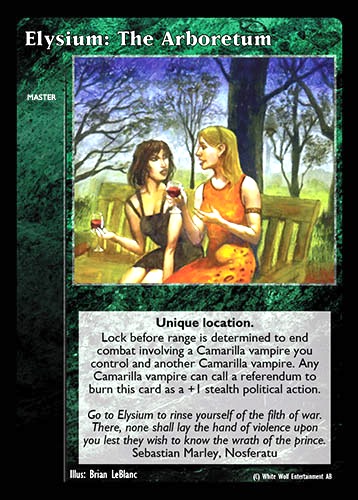 Elysium: The Arboretum
MASTER
Unique location.
Lock before range is determined to end
combat involving a Camarilla vampire you
control and another Camarilla vampire. Any
Camarilla vampire can call a referendum to
burn this card as a +1 stealth political action.
Go to Elysium to rinse yourself of the filth of war.
There, none shall lay the hand of violence upon
you lest they wish to know the wrath of the prince.
Sebastian Marley, Nosferatu
Illus: Brian LeBlanc
(C) White Wolf Entertainment AB